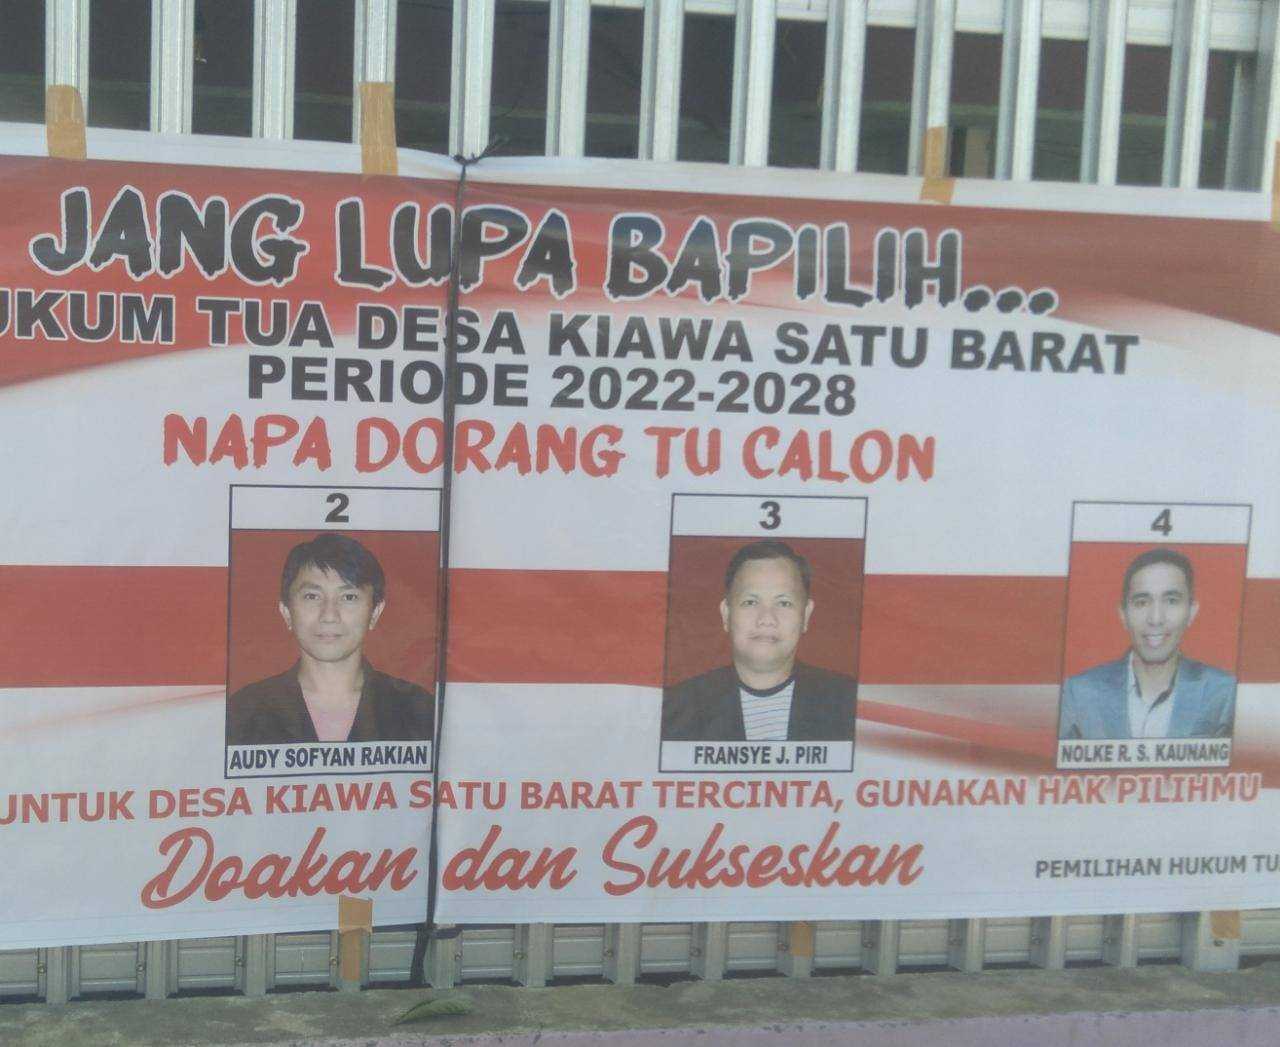 JANG LUPA BAPILIH...
UKUM TUA DESA KIAWA SATU BARAT
PERIODE 2022-2028
NAPA DORANG TU CALON
2
3
4
AUDY SOFYAN RAKIAN
FRANSYE J. PIRI
NOLKE R. S. KAUNANG
UNTUK DESA KIAWA SATU BARAT TERCINTA, GUNAKAN HAK PILIHMU
Doakan dan Sukseskan
PEMILIHAN HUKUM TU